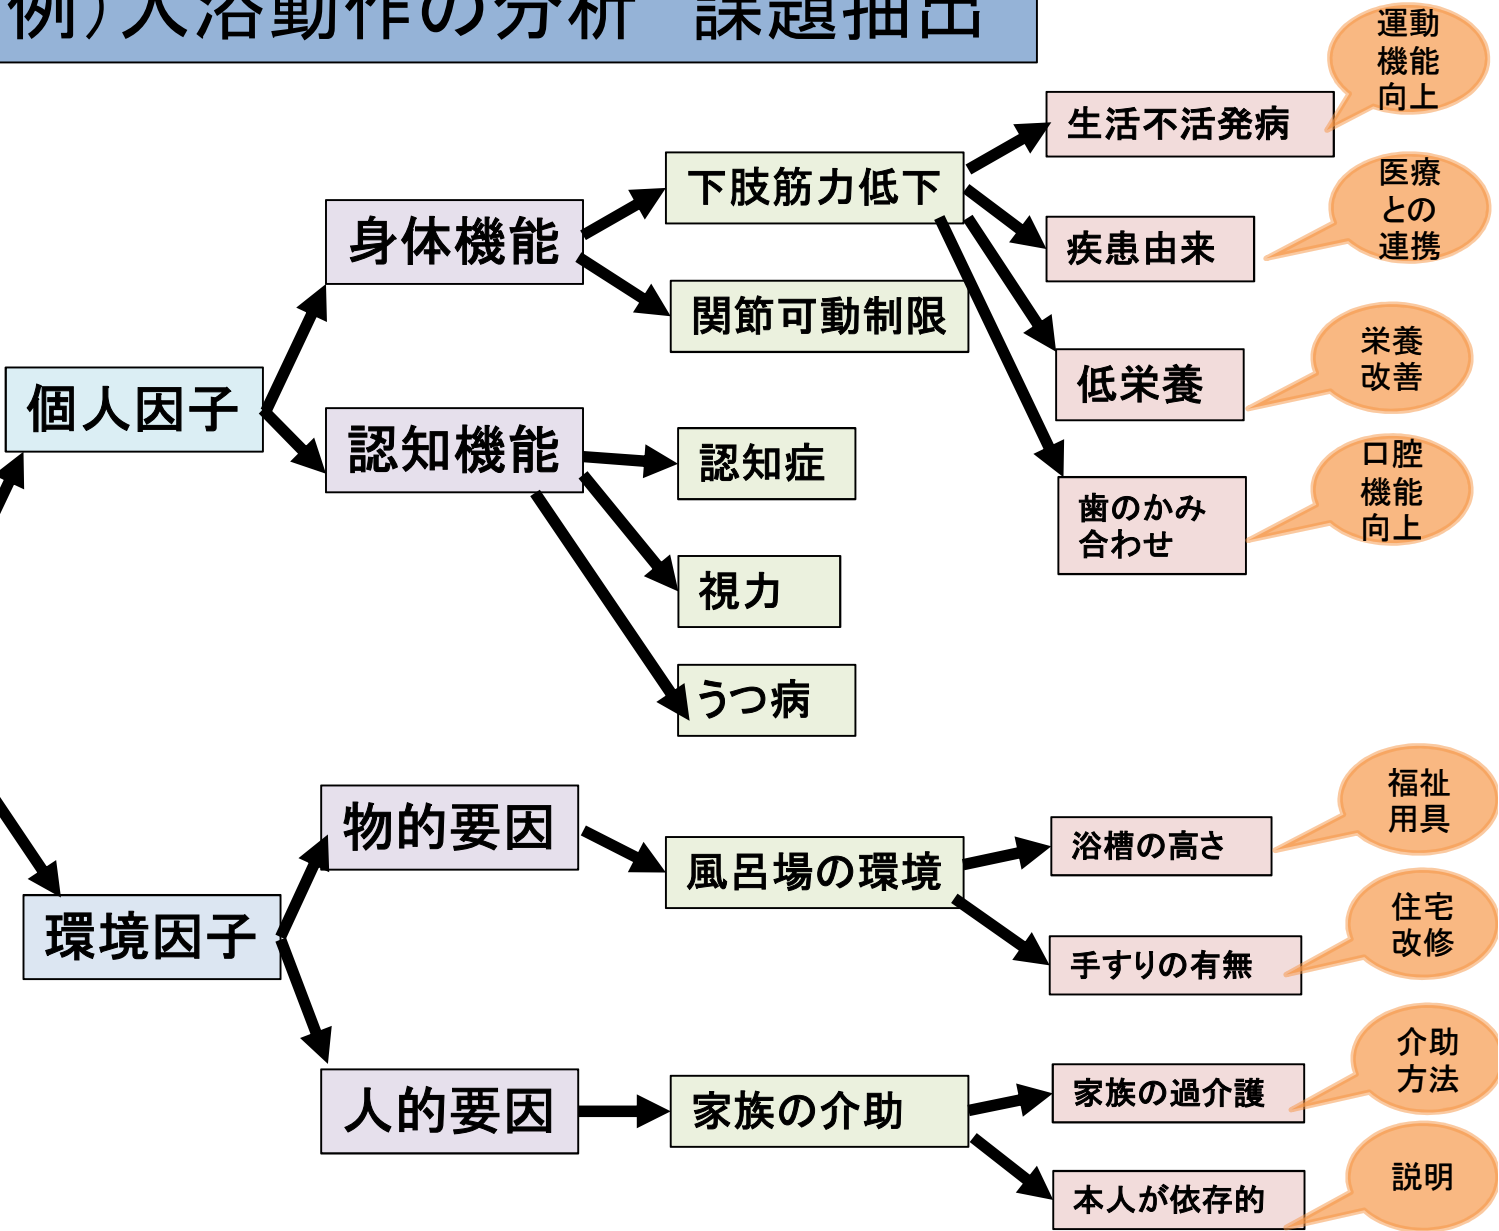 例)入浴動作の分析　課題抽出
運動
機能
向上
生活不活発病
医療
との
連携
下肢筋力低下
疾患由来
身体機能
関節可動制限
栄養
改善
低栄養
個人因子
認知機能
認知症
口腔
機能
向上
歯のかみ
合わせ
視力
うつ病
物的要因
福祉
用具
浴槽の高さ
風呂場の環境
住宅
改修
手すりの有無
環境因子
人的要因
家族の介助
介助
方法
家族の過介護
説明
本人が依存的